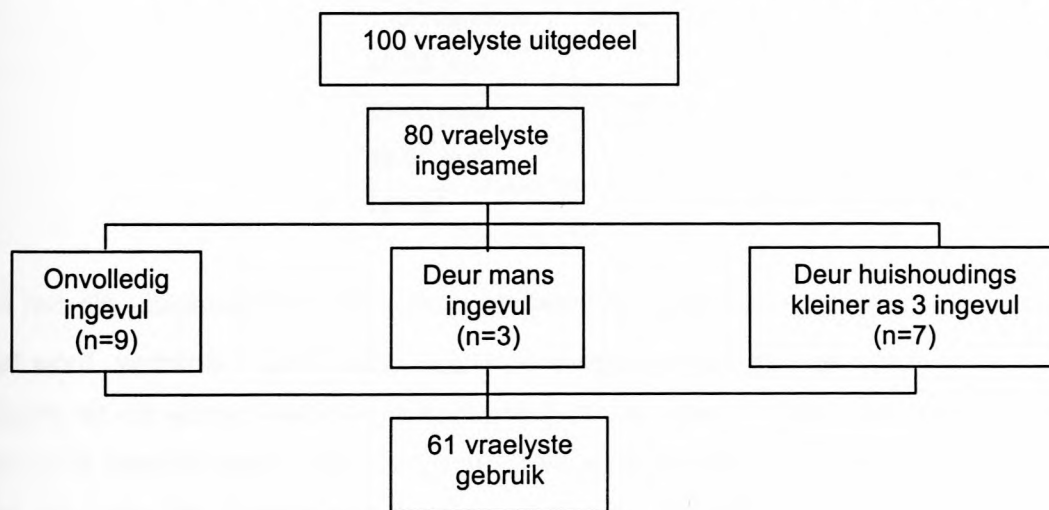 100 vraelyste uitgedeel
80 vraelyste
ingesamel
Onvolledig
ingevul
(n=9)
Deur mans
ingevul
(n=3)
Deur huishoudings
kleiner as 3 ingevul
(n=7)
61 vraelyste
gebruik